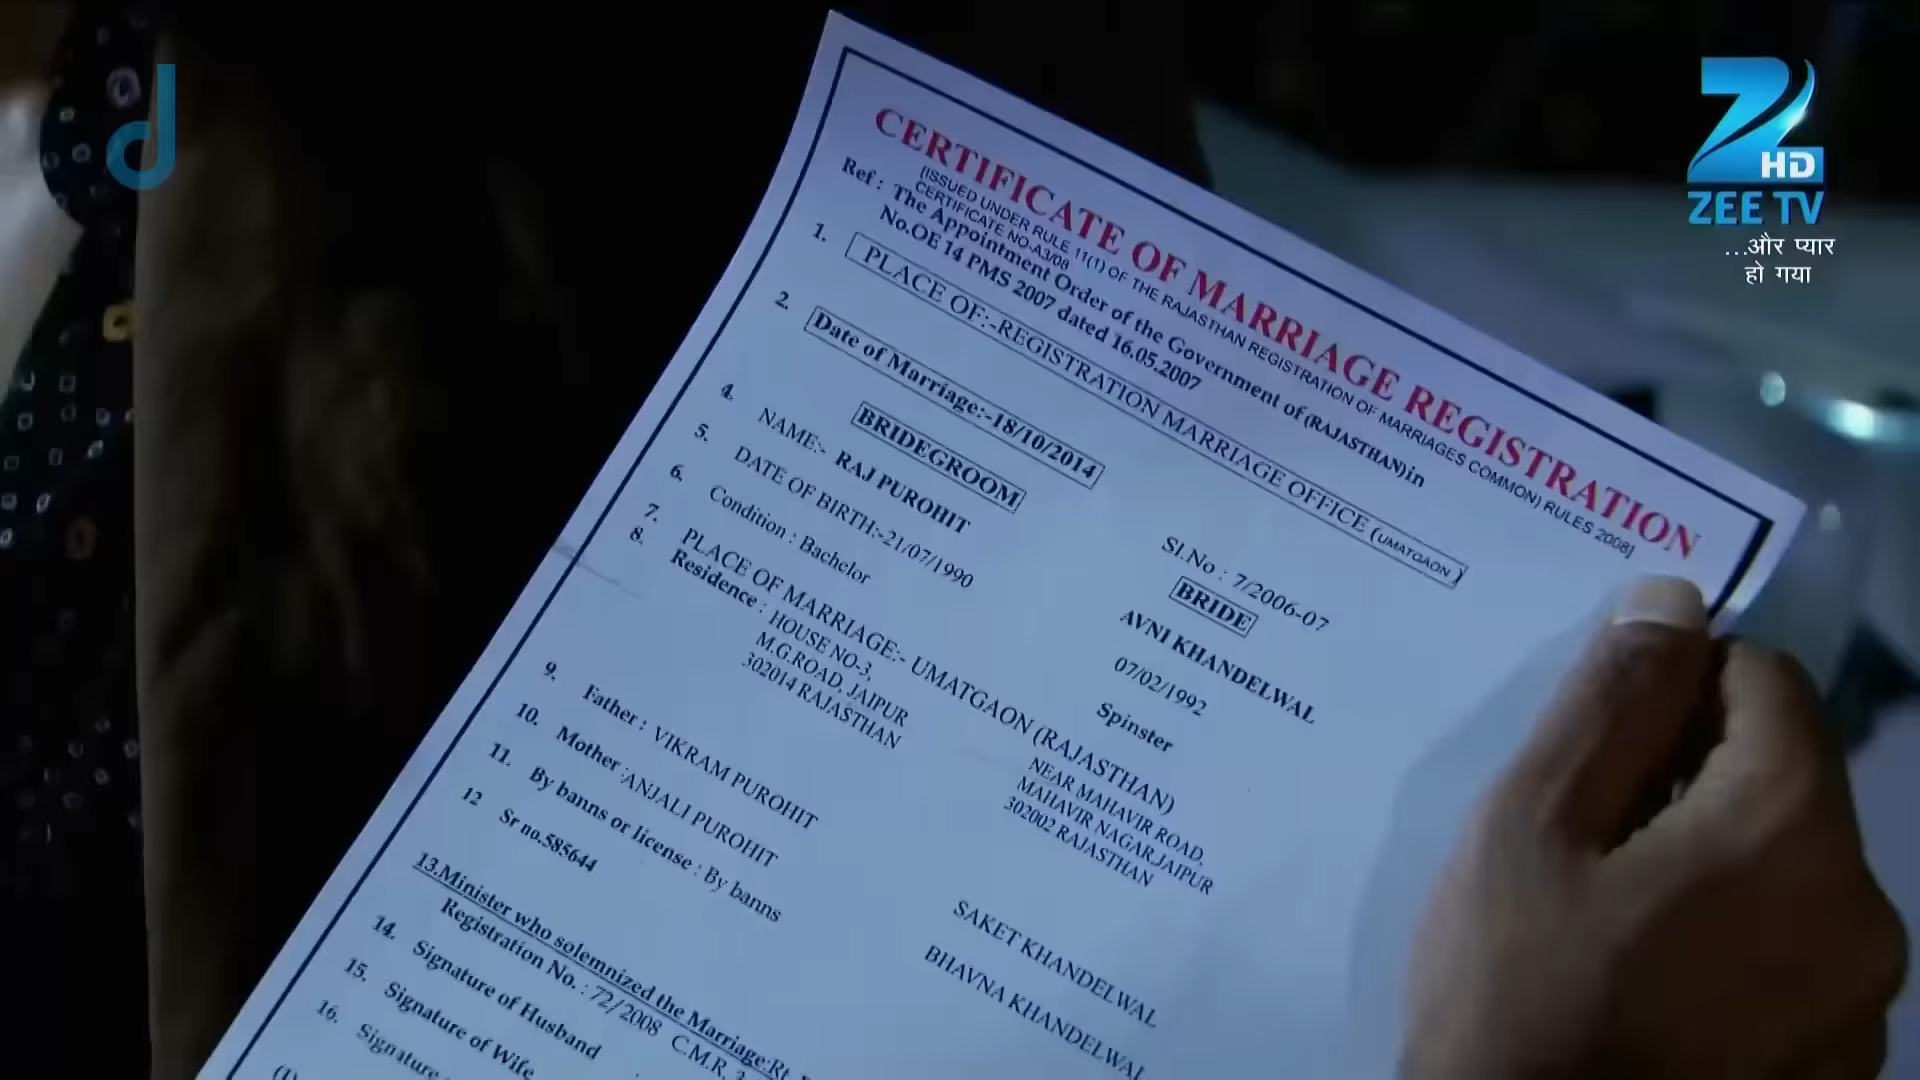 CERTIFICATE OF MARRIAGE REGISTRATION
[ISSUED UNDER RULE 11(1) OF THE RAJASTHAN REGISTRATION OF MARRIAGES COMMON) RULES 2008]
CERTIFICATE NO-A3/08
Ref : The Appointment Order of the Government of (RAJASTHAN)in
No.OE 14 PMS 2007 dated 16.05.2007
1. PLACE OF:-REGISTRATION MARRIAGE OFFICE (UMATGAON)
2. Date of Marriage:-18/10/2014
Sl.No : 7/2006-07
BRIDEGROOM BRIDE
4. NAME:- RAJ PUROHIT AVNI KHANDELWAL
5. DATE OF BIRTH:-21/07/1990 07/02/1992
6. Condition : Bachelor Spinster
7. PLACE OF MARRIAGE:- UMATGAON (RAJASTHAN)
8. Residence : HOUSE NO-3, NEAR MAHAVIR ROAD,
M.G.ROAD, JAIPUR MAHAVIR NAGAR,JAIPUR
302014 RAJASTHAN 302002 RAJASTHAN
9. Father : VIKRAM PUROHIT SAKET KHANDELWAL
10. Mother :ANJALI PUROHIT BHAVNA KHANDELWAL
11. By banns or license : By banns
12 Sr no.585644
13.Minister who solemnized the Marriage:Rt.
Registration No. : 72/2008 C.M.R.
14. Signature of Husband
15. Signature of Wife
16. Signature
(1)
d
Z HD
ZEE TV
...और प्यार
हो गया